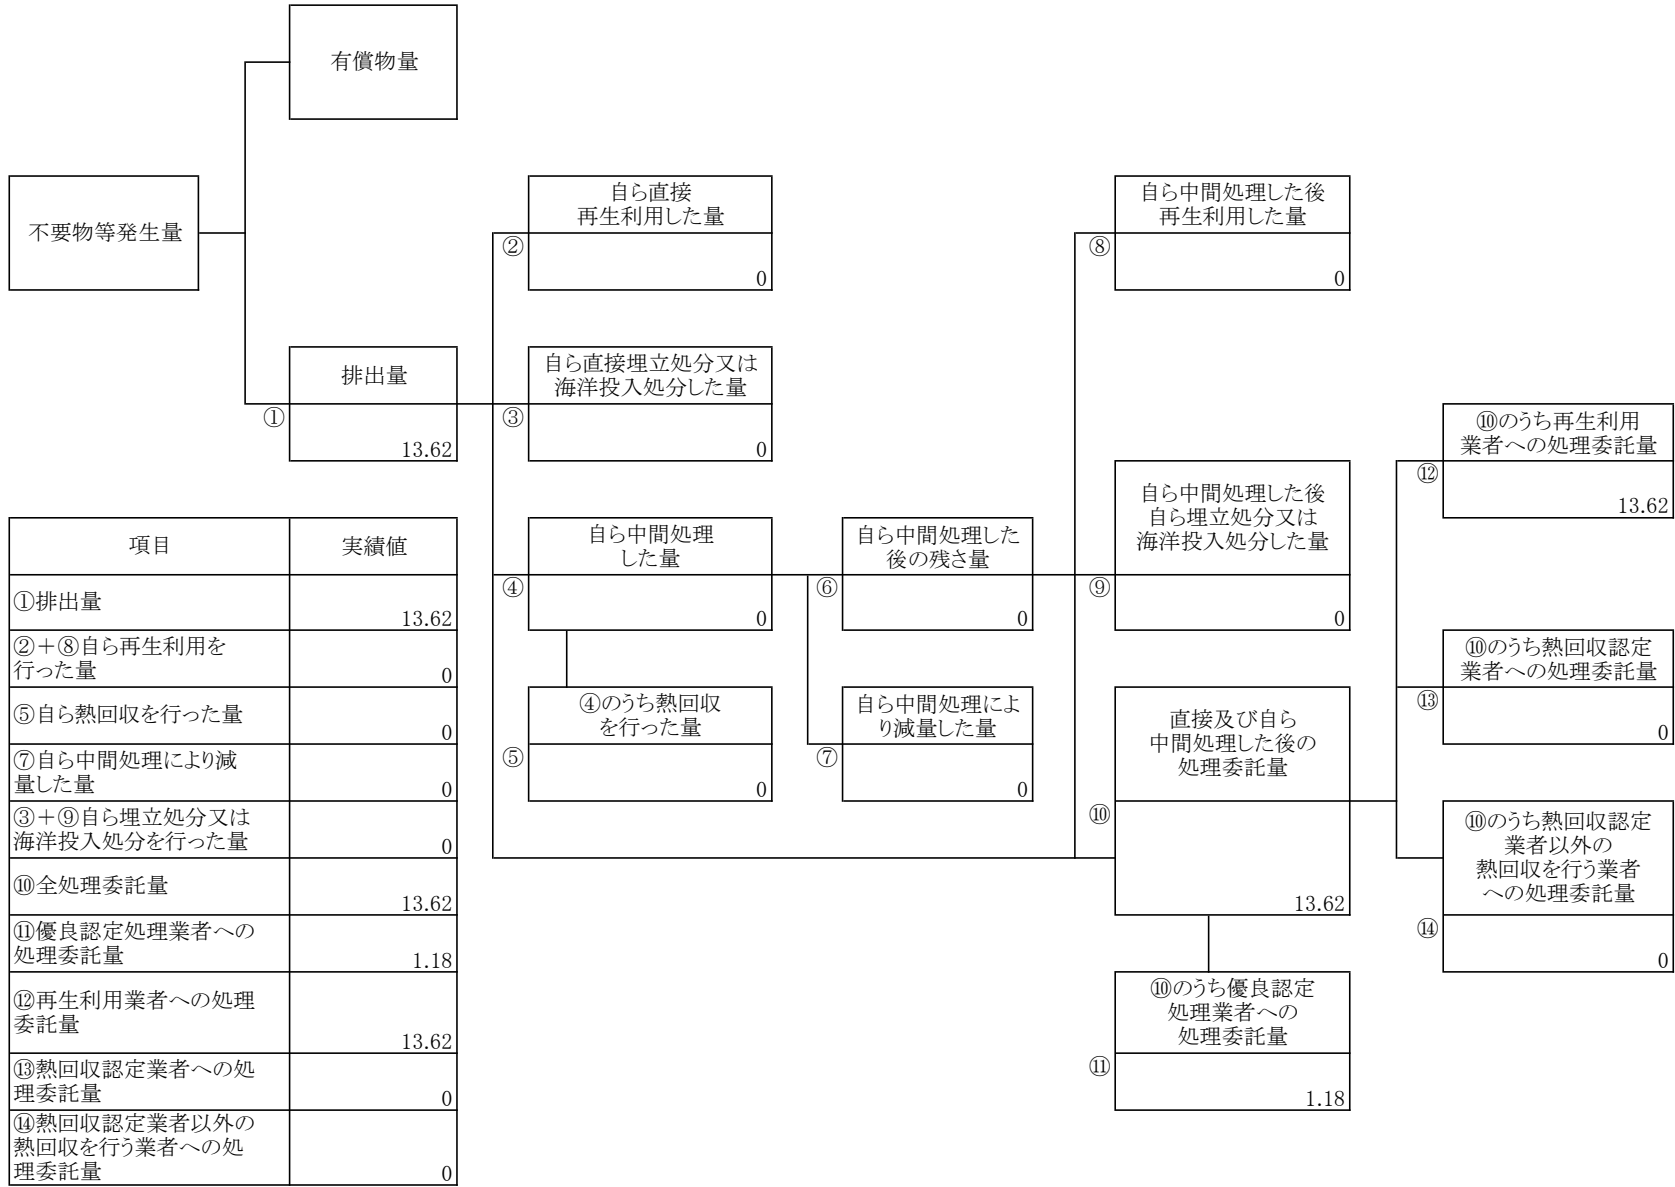 有償物量
不要物等発生量
自ら直接
再生利用した量
②
0
自ら中間処理した後
再生利用した量
⑧
0
排出量
①
13.62
自ら直接埋立処分又は
海洋投入処分した量
③
0
⑩のうち再生利用
業者への処理委託量
⑫
13.62
自ら中間処理
した量
④
0
自ら中間処理した
後の残さ量
⑥
0
自ら中間処理した後
自ら埋立処分又は
海洋投入処分した量
⑨
0
⑩のうち熱回収認定
業者への処理委託量
⑬
0
④のうち熱回収
を行った量
⑤
0
自ら中間処理によ
り減量した量
⑦
0
直接及び自ら
中間処理した後の
処理委託量
⑩
13.62
⑩のうち熱回収認定
業者以外の
熱回収を行う業者
への処理委託量
⑭
0
⑩のうち優良認定
処理業者への
処理委託量
⑪
1.18
項目 実績値
①排出量
13.62
②+⑧自ら再生利用を
行った量
0
⑤自ら熱回収を行った量
0
⑦自ら中間処理により減
量した量
0
③+⑨自ら埋立処分又は
海洋投入処分を行った量
0
⑩全処理委託量
13.62
⑪優良認定処理業者への
処理委託量
1.18
⑫再生利用業者への処理
委託量
13.62
⑬熱回収認定業者への処
理委託量
0
⑭熱回収認定業者以外の
熱回収を行う業者への処
理委託量
0